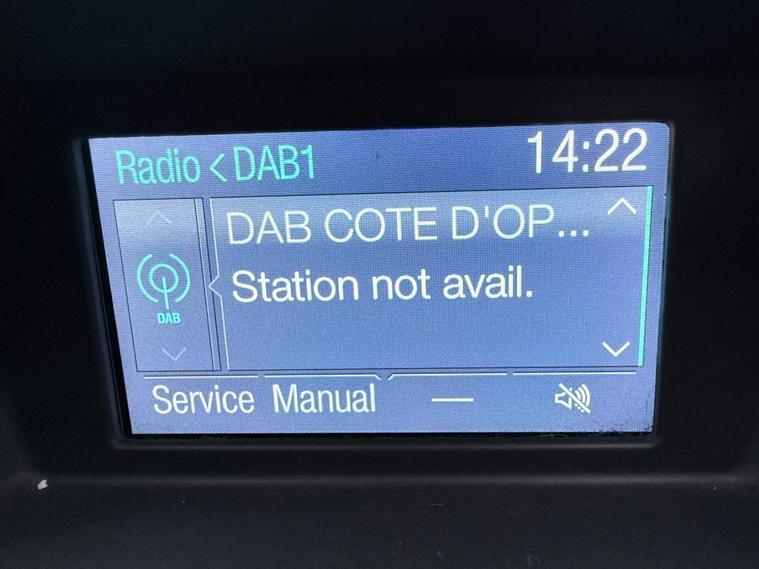 Radio < DAB1 14:22
DAB COTE D'OP...
DAB
Station not avail.
Service Manual